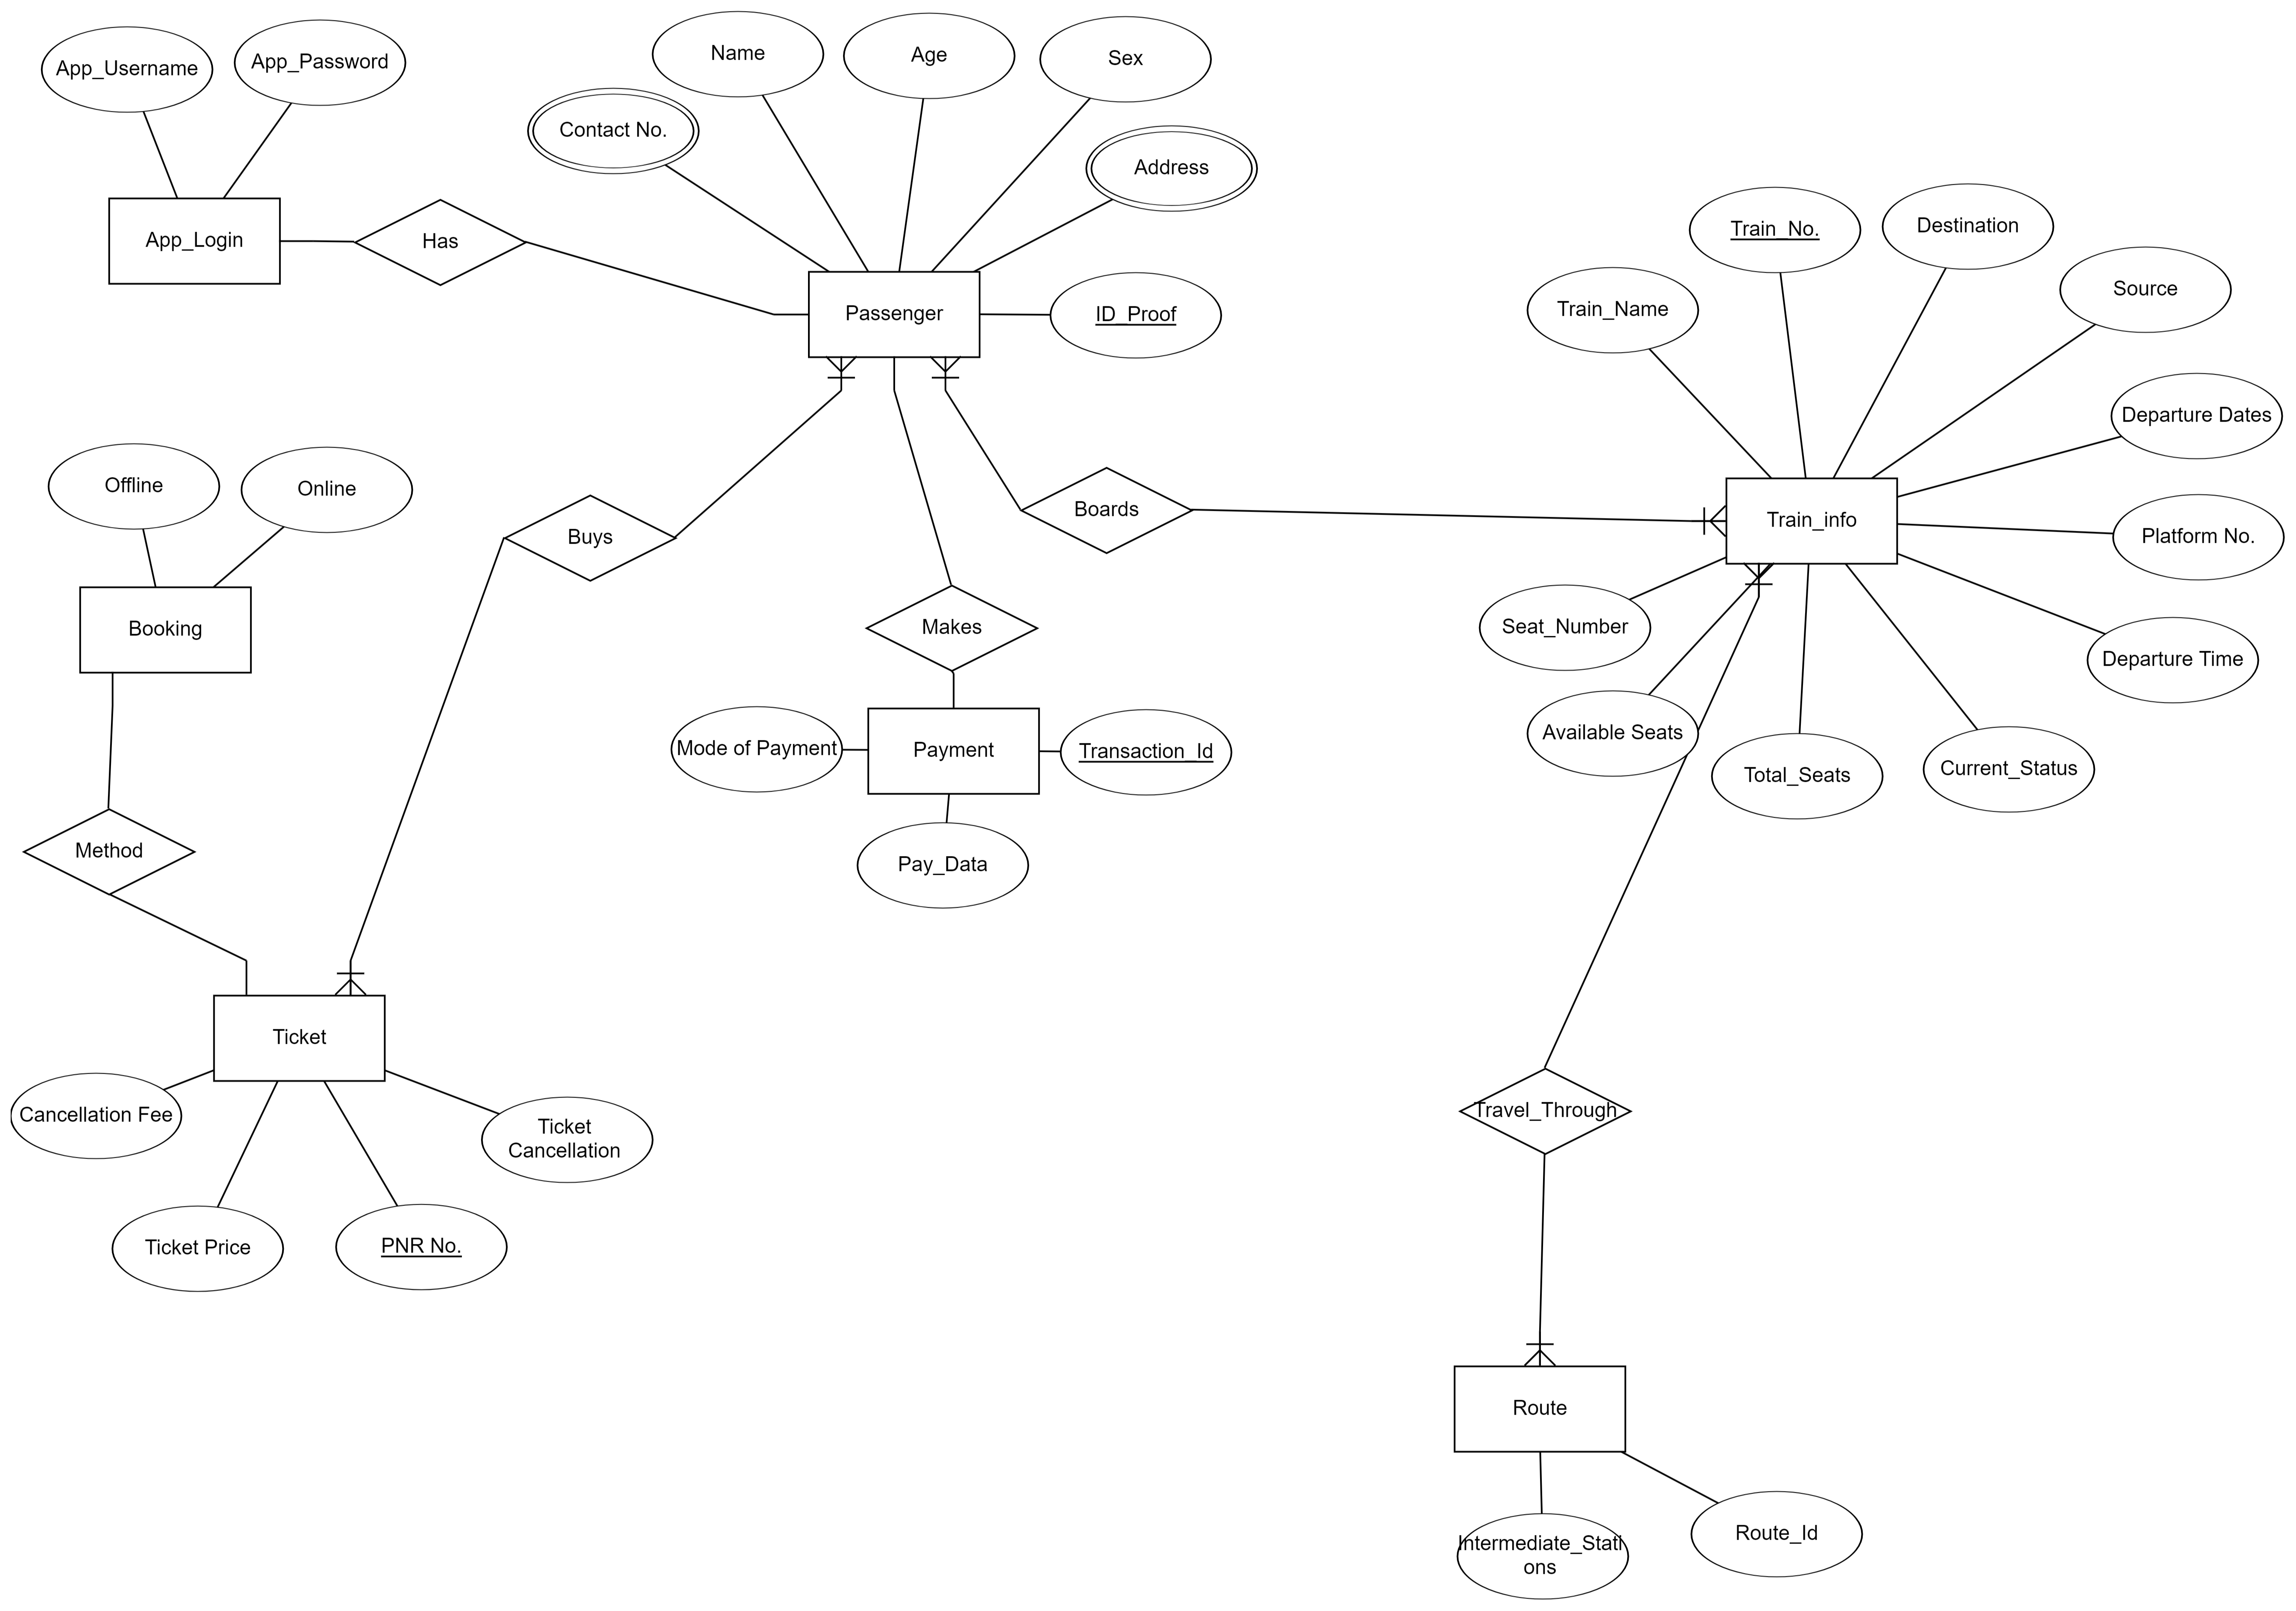 App_Username
App_Password
Name
Age
Sex
Contact No.
Address
App_Login
Has
Passenger
ID_Proof
Train_No.
Destination
Train_Name
Source
Departure Dates
Offline
Online
Buys
Boards
Train_info
Platform No.
Booking
Makes
Seat_Number
Departure Time
Mode of Payment
Payment
Transaction_Id
Available Seats
Total_Seats
Current_Status
Method
Pay_Data
Ticket
Cancellation Fee
Ticket
Cancellation
Travel_Through
Ticket Price
PNR No.
Route
Intermediate_Stati
ons
Route_Id